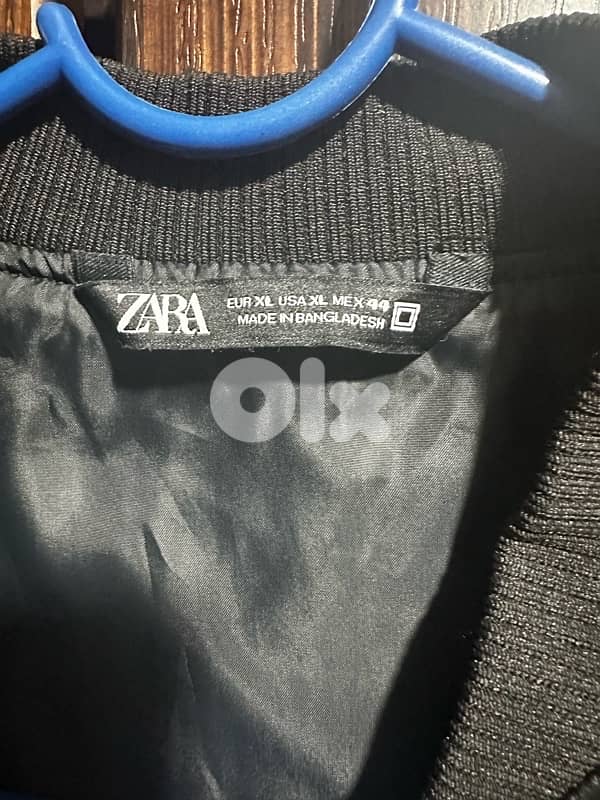 ZARA
EUR XL USA XL MEX 44
MADE IN BANGLADESH
Olx